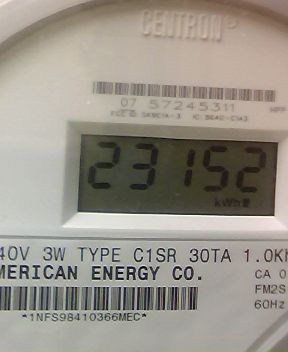 CENTRON®
07 57245311
23152
kWh
40V 3W TYPE C1SR 30TA 1.0Kh
MERICAN ENERGY CO.
CA 0
FM2S
60Hz
*1NFS98410366MEC*